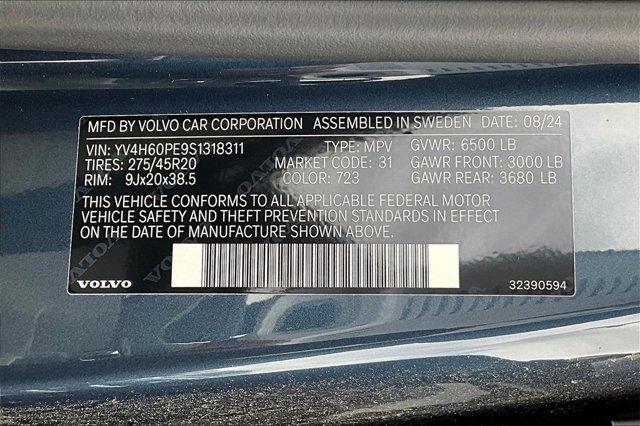 MFD BY VOLVO CAR CORPORATION ASSEMBLED IN SWEDEN DATE: 08/24
VIN: YV4H60PE9S1318311 TYPE: MPV GVWR: 6500 LB
TIRES: 275/45R20 MARKET CODE: 31 GAWR FRONT: 3000 LB
RIM: 9Jx20x38.5 COLOR: 723 GAWR REAR: 3680 LB
THIS VEHICLE CONFORMS TO ALL APPLICABLE FEDERAL MOTOR
VEHICLE SAFETY AND THEFT PREVENTION STANDARDS IN EFFECT
ON THE DATE OF MANUFACTURE SHOWN ABOVE.
VOLVO 32390594